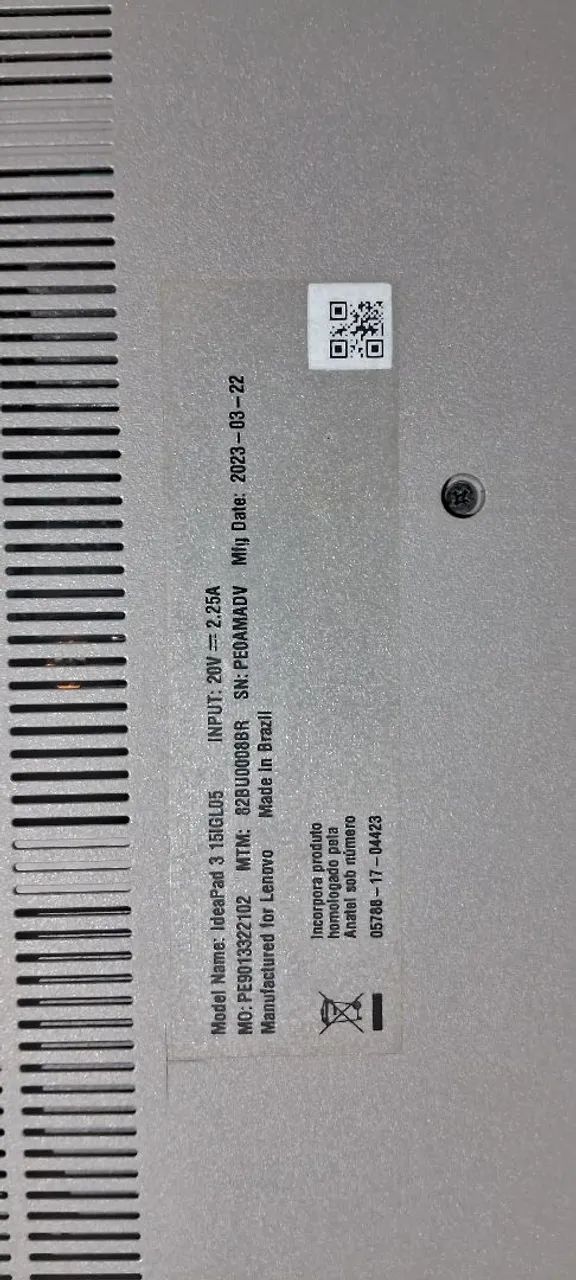 Model Name: IdeaPad 3 15IGL05 INPUT: 20V ⎓ 2.25A
MO: PE9013322102 MTM: 82BU0008BR SN: PE0AMADV Mfg Date: 2023-03-22
Manufactured for Lenovo Made in Brazil
Incorpora produto
homologado pela
Anatel sob número
05788-17-04423